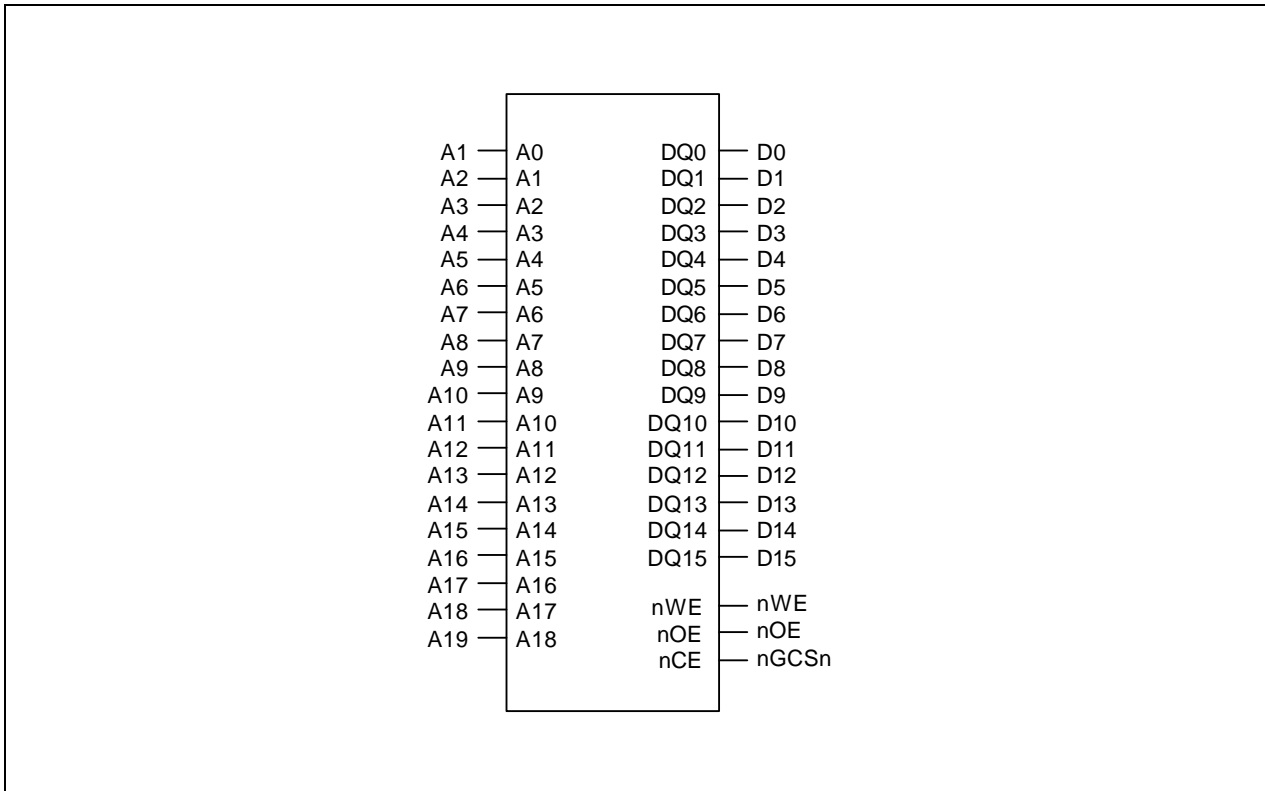 A1 A0 DQ0 D0
A2 A1 DQ1 D1
A3 A2 DQ2 D2
A4 A3 DQ3 D3
A5 A4 DQ4 D4
A6 A5 DQ5 D5
A7 A6 DQ6 D6
A8 A7 DQ7 D7
A9 A8 DQ8 D8
A10 A9 DQ9 D9
A11 A10 DQ10 D10
A12 A11 DQ11 D11
A13 A12 DQ12 D12
A14 A13 DQ13 D13
A15 A14 DQ14 D14
A16 A15 DQ15 D15
A17 A16
A18 A17 nWE nWE
A19 A18 nOE nOE
nCE nGCSn